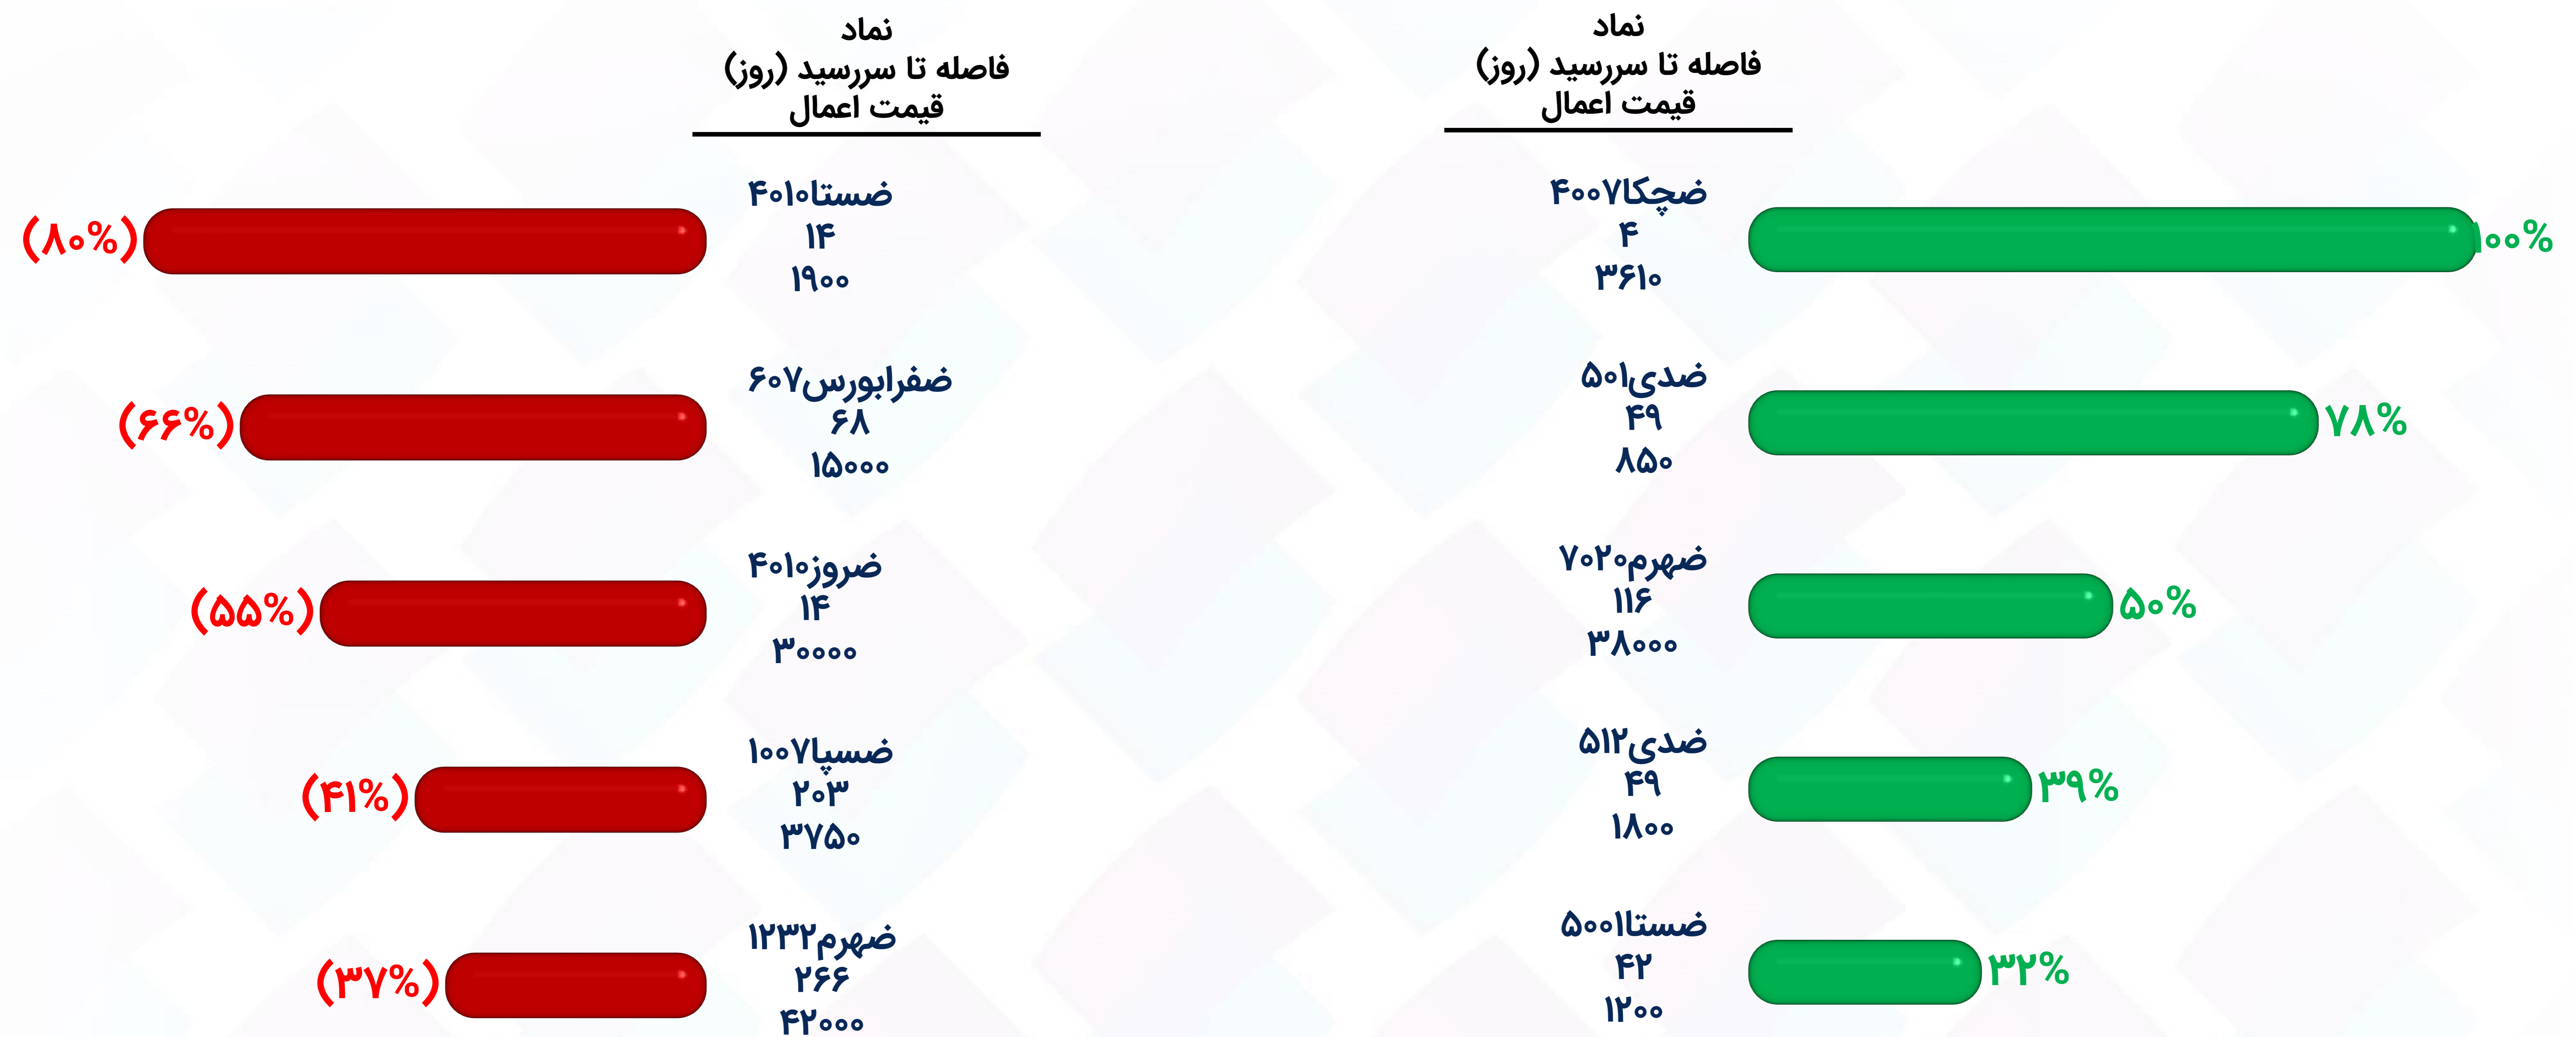 نماد
فاصله تا سررسید (روز)
قیمت اعمال
ضچکا۴۰۰۷
۴
۳۶۱۰
۱۰۰%
ضدی۵۰۱
۴۹
۸۵۰
۷۸%
ضهرم۷۰۲۰
۱۱۶
۳۸۰۰۰
۵۰%
ضدی۵۱۲
۴۹
۱۸۰۰
۳۹%
ضستا۵۰۰۱
۴۲
۱۲۰۰
۳۲%
نماد
فاصله تا سررسید (روز)
قیمت اعمال
ضستا۴۰۱۰
۱۴
۱۹۰۰
(۸۰%)
ضفرابورس۶۰۷
۶۸
۱۵۰۰۰
(۶۶%)
ضروز۴۰۱۰
۱۴
۳۰۰۰۰
(۵۵%)
ضسپا۱۰۰۷
۲۰۳
۳۷۵۰
(۴۱%)
ضهرم۱۲۳۲
۲۶۶
۴۲۰۰۰
(۳۷%)